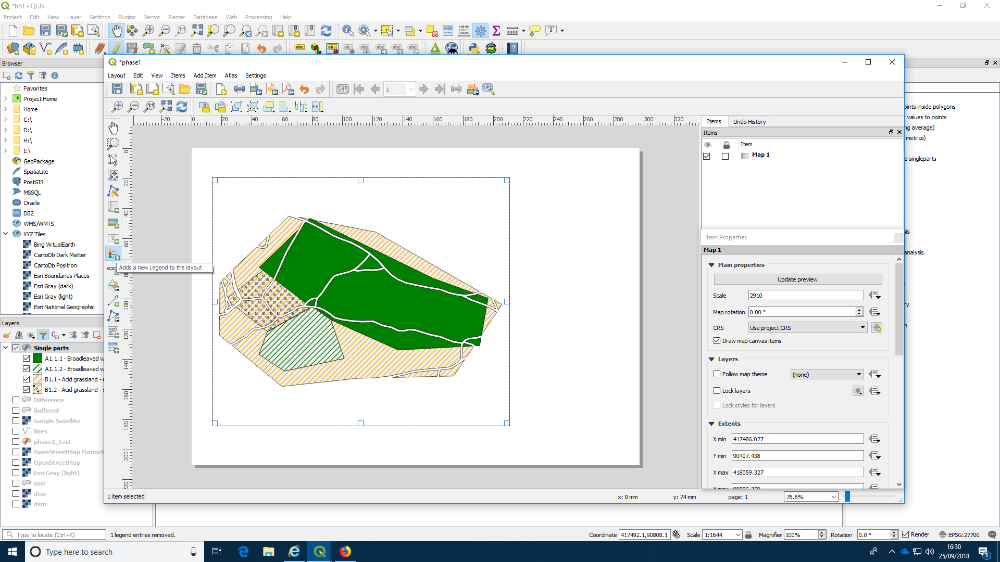 *hh1 - QGIS
Project Edit View Layer Settings Plugins Vector Raster Database Web Processing Help
Browser
*phase1
Layout Edit View Items Add Item Atlas Settings
1
Favorites
Project Home
Home
C:\
D:\
H:\
I:\
GeoPackage
SpatiaLite
PostGIS
MSSQL
Oracle
DB2
WMS/WMTS
XYZ Tiles
Bing VirtualEarth
CartoDb Dark Matter
CartoDb Positron
Esri Boundaries Places
Esri Gray (dark)
Esri Gray (light)
Esri National Geographic
Layers
Single parts
A1.1.1 - Broadleaved w
A1.1.2 - Broadleaved w
B1.1 - Acid grassland -
B1.2 - Acid grassland - s
Difference
Buffered
Google Satellite
lines
phase1_test
OpenStreetMap Monoch
OpenStreetMap
Esri Gray (light)
sssi
dtm
dsm
-20 0 20 40 60 80 100 120 140 160 180 200 220 240 260 280 300 320
0
20
40
60
80
100
120
140
160
180
200
220
Adds a new Legend to the layout
Items Undo History
Items
Item
Map 1
Item Properties
Map 1
Main properties
Update preview
Scale 2910
Map rotation 0.00 °
CRS Use project CRS
Draw map canvas items
Layers
Follow map theme (none)
Lock layers
Lock styles for layers
Extents
X min 417486.027
Y min 90407.438
X max 418059.327
oints inside polygons
values to points
ng average)
metrics)
o singleparts
sis
analysis
1 item selected x: 0 mm y: 74 mm page: 1 76.6%
Type to locate (Ctrl+K) 1 legend entries removed. Coordinate 417492.1,90808.1 Scale 1:1644 Magnifier 100% Rotation 0.0 ° Render EPSG:27700
Type here to search
16:30
25/09/2018
1